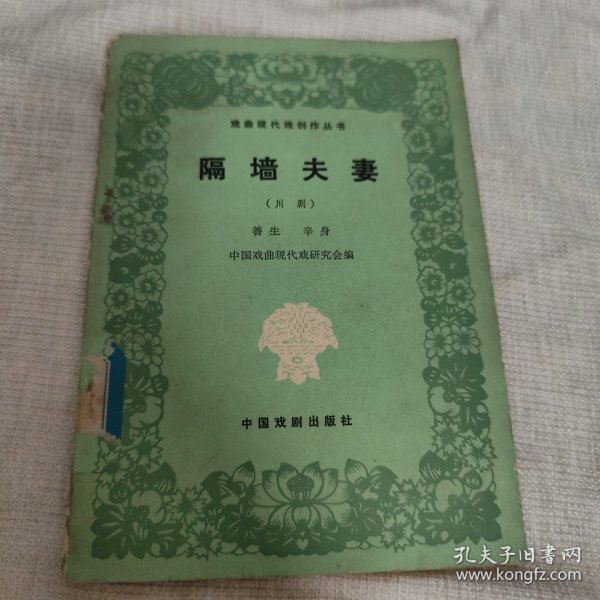 戏曲现代戏创作丛书
隔墙夫妻
（川剧）
善生 辛身
中国戏曲现代戏研究会编
中国戏剧出版社
孔夫子旧书网
www.kongfz.com